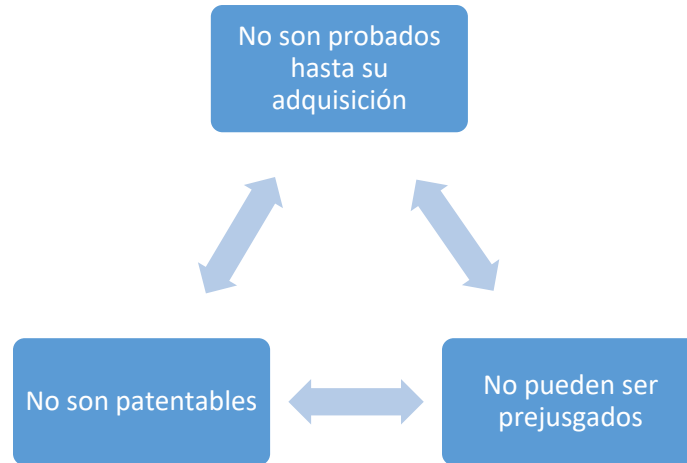 No son probados
hasta su
adquisición
No son patentables
No pueden ser
prejusgados